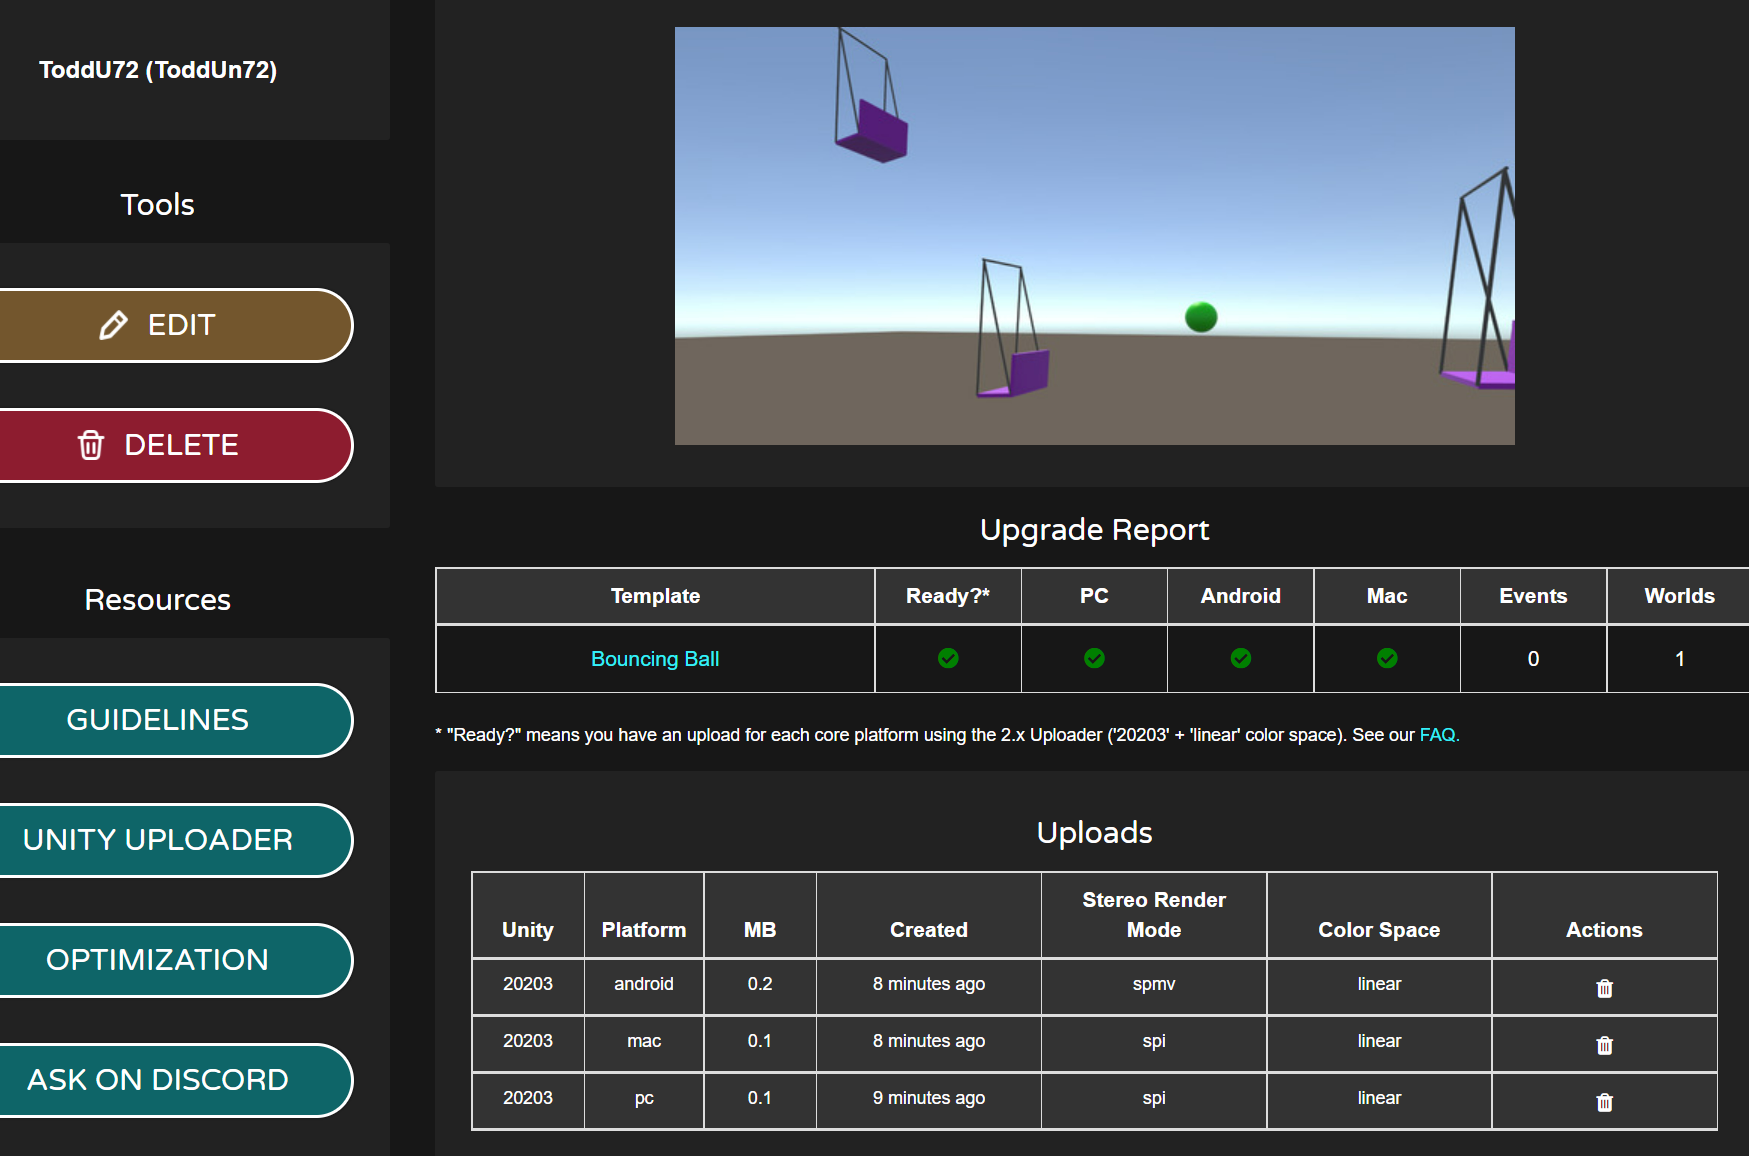 ToddU72 (ToddUn72)
Tools
EDIT
DELETE
Resources
GUIDELINES
UNITY UPLOADER
OPTIMIZATION
ASK ON DISCORD
Upgrade Report
Template Ready?* PC Android Mac Events Worlds
Bouncing Ball 0 1
* "Ready?" means you have an upload for each core platform using the 2.x Uploader ('20203' + 'linear' color space). See our FAQ.
Uploads
Unity Platform MB Created Stereo Render Mode Color Space Actions
20203 android 0.2 8 minutes ago spmv linear
20203 mac 0.1 8 minutes ago spi linear
20203 pc 0.1 9 minutes ago spi linear